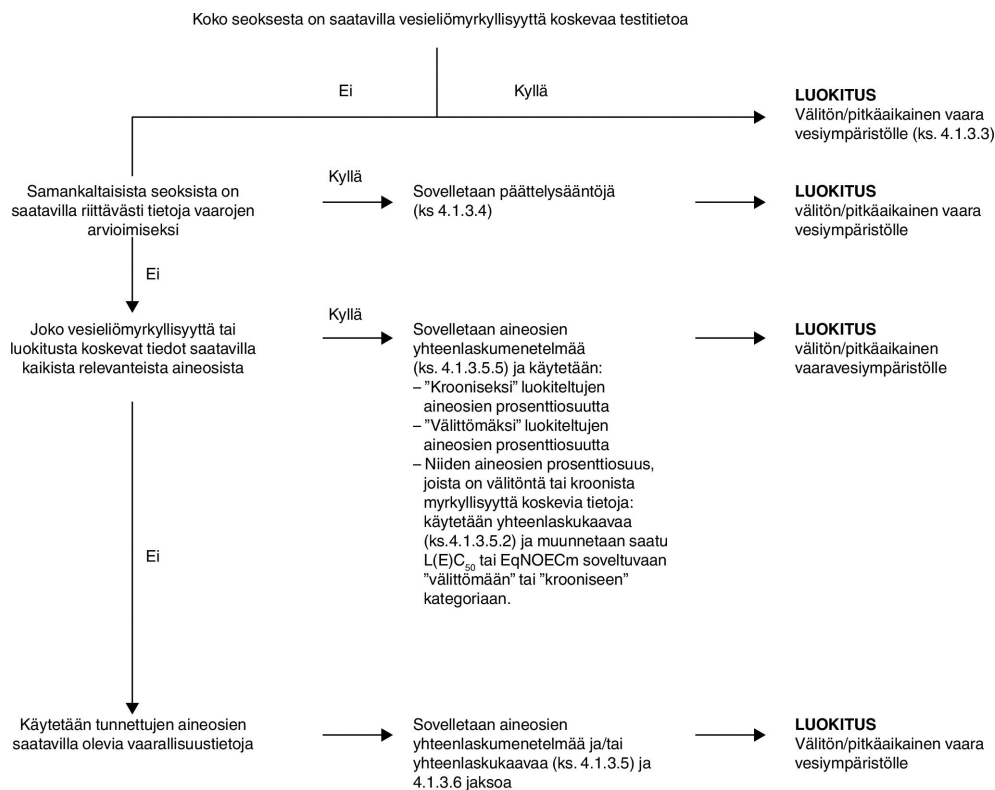 Koko seoksesta on saatavilla vesieliömyrkyllisyyttä koskevaa testitietoa
Ei
Kyllä
LUOKITUS
Välitön/pitkäaikainen vaara
vesiympäristölle (ks. 4.1.3.3)
Samankaltaisista seoksista on
saatavilla riittävästi tietoja vaarojen
arvioimiseksi
Kyllä
Sovelletaan päättelysääntöjä
(ks 4.1.3.4)
LUOKITUS
välitön/pitkäaikainen vaara
vesiympäristölle
Ei
Joko vesieliömyrkyllisyyttä tai
luokitusta koskevat tiedot saatavilla
kaikista relevanteista aineosista
Kyllä
Sovelletaan aineosien
yhteenlaskumenetelmää
(ks. 4.1.3.5.5) ja käytetään:
– ”Krooniseksi” luokiteltujen
aineosien prosenttiosuutta
– ”Välittömäksi” luokiteltujen
aineosien prosenttiosuutta
– Niiden aineosien prosenttiosuus,
joista on välitöntä tai kroonista
myrkyllisyyttä koskevia tietoja:
käytetään yhteenlaskukaavaa
(ks.4.1.3.5.2) ja muunnetaan saatu
L(E)C50 tai EqNOECm soveltuvaan
”välittömään” tai ”krooniseen”
kategoriaan.
LUOKITUS
välitön/pitkäaikainen
vaaravesiympäristölle
Ei
Käytetään tunnettujen aineosien
saatavilla olevia vaarallisuustietoja
Sovelletaan aineosien
yhteenlaskumenetelmää ja/tai
yhteenlaskukaavaa (ks. 4.1.3.5) ja
4.1.3.6 jaksoa
LUOKITUS
Välitön/pitkäaikainen vaara
vesiympäristölle